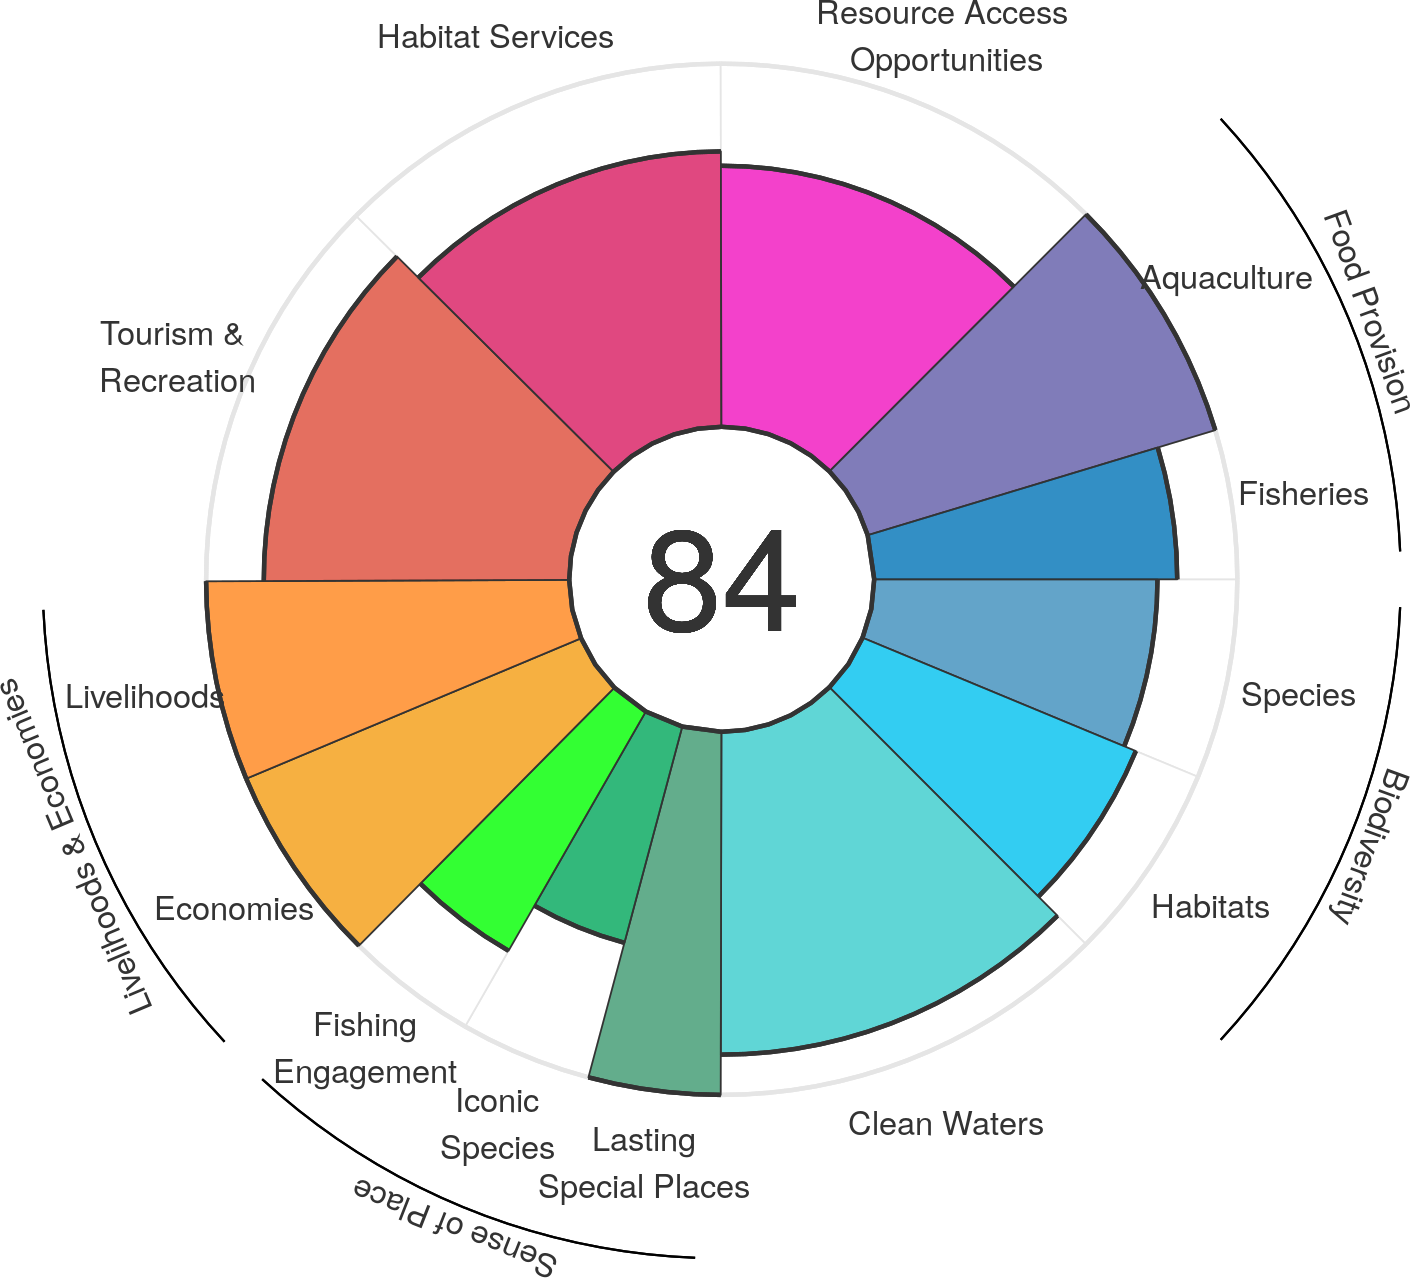 Resource Access
Opportunities
Habitat Services
Food Provision
Aquaculture
Tourism &
Recreation
Fisheries
84
Livelihoods
Species
Livelihoods & Economies
Biodiversity
Economies
Habitats
Fishing
Engagement
Iconic
Species
Lasting
Special Places
Clean Waters
Sense of Place